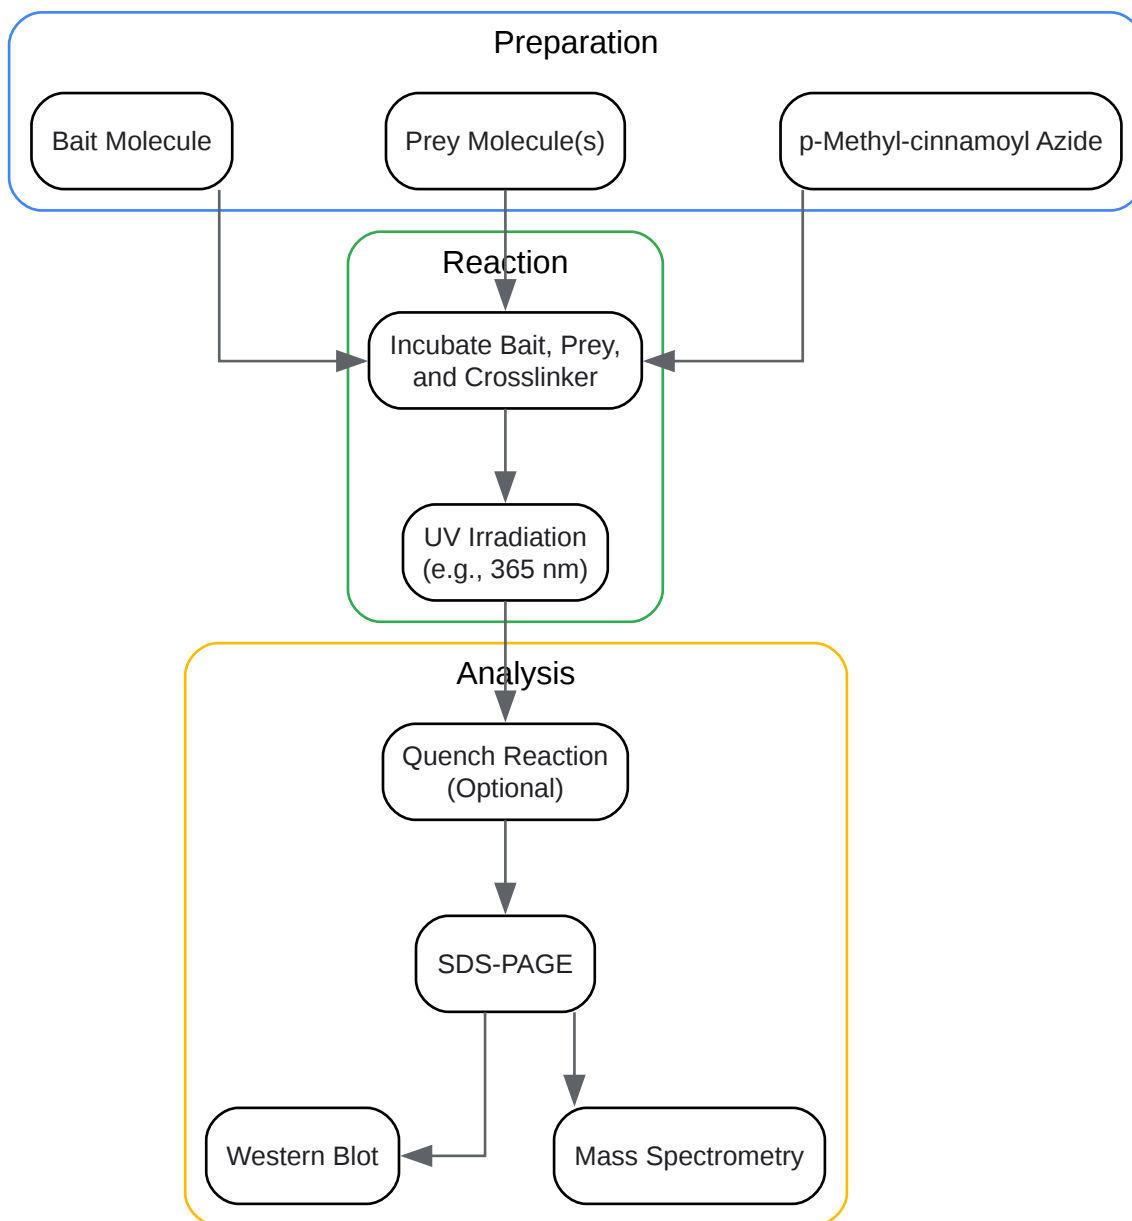 Preparation
Bait Molecule
Prey Molecule(s)
p-Methyl-cinnamoyl Azide
Reaction
Incubate Bait, Prey,
and Crosslinker
UV Irradiation
(e.g., 365 nm)
Analysis
Quench Reaction
(Optional)
SDS-PAGE
Western Blot
Mass Spectrometry